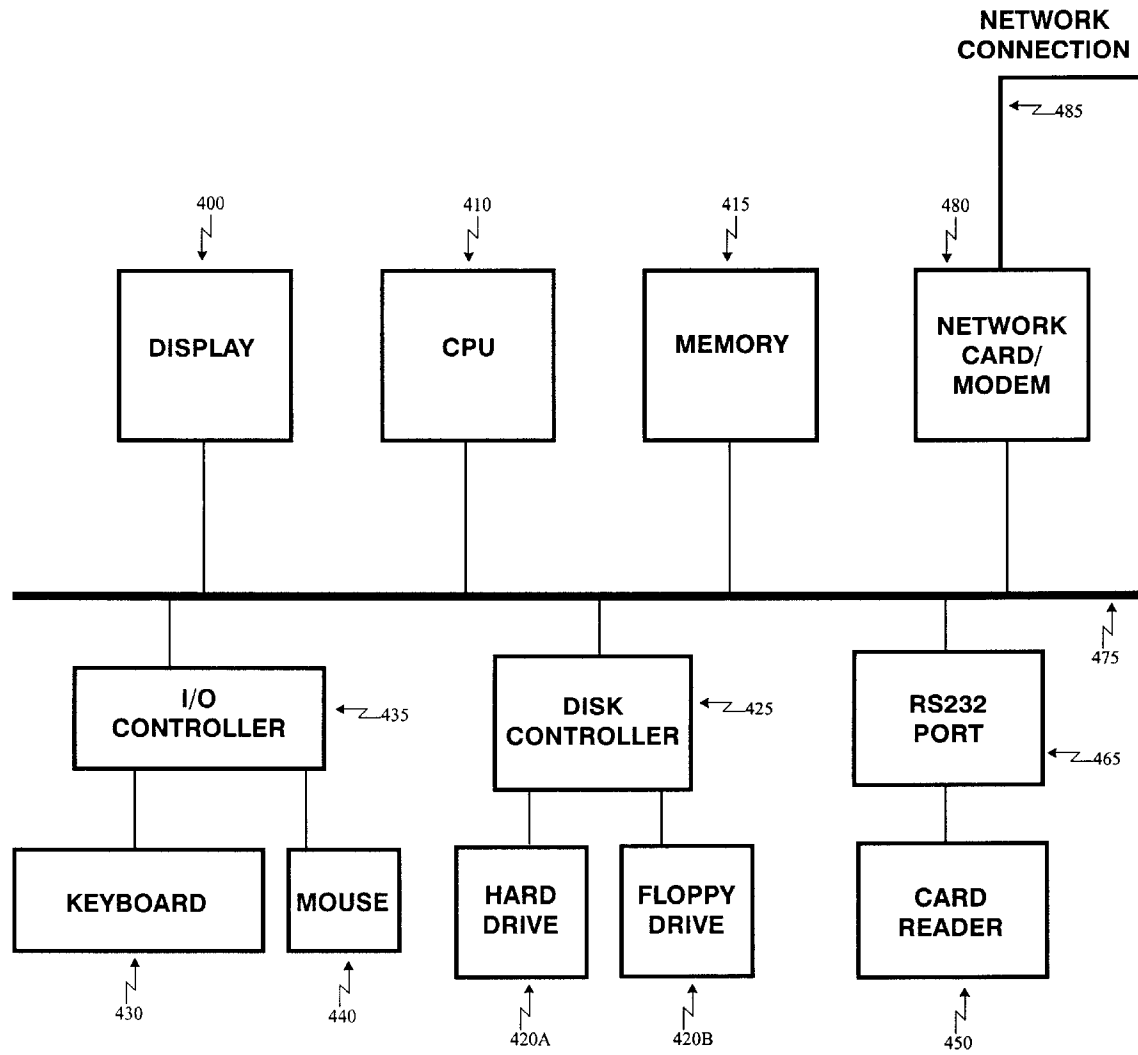 NETWORK
CONNECTION
485
400
410
415
480
DISPLAY
CPU
MEMORY
NETWORK
CARD/
MODEM
475
I/O
CONTROLLER
435
DISK
CONTROLLER
425
RS232
PORT
465
KEYBOARD
MOUSE
HARD
DRIVE
FLOPPY
DRIVE
CARD
READER
430
440
420A
420B
450